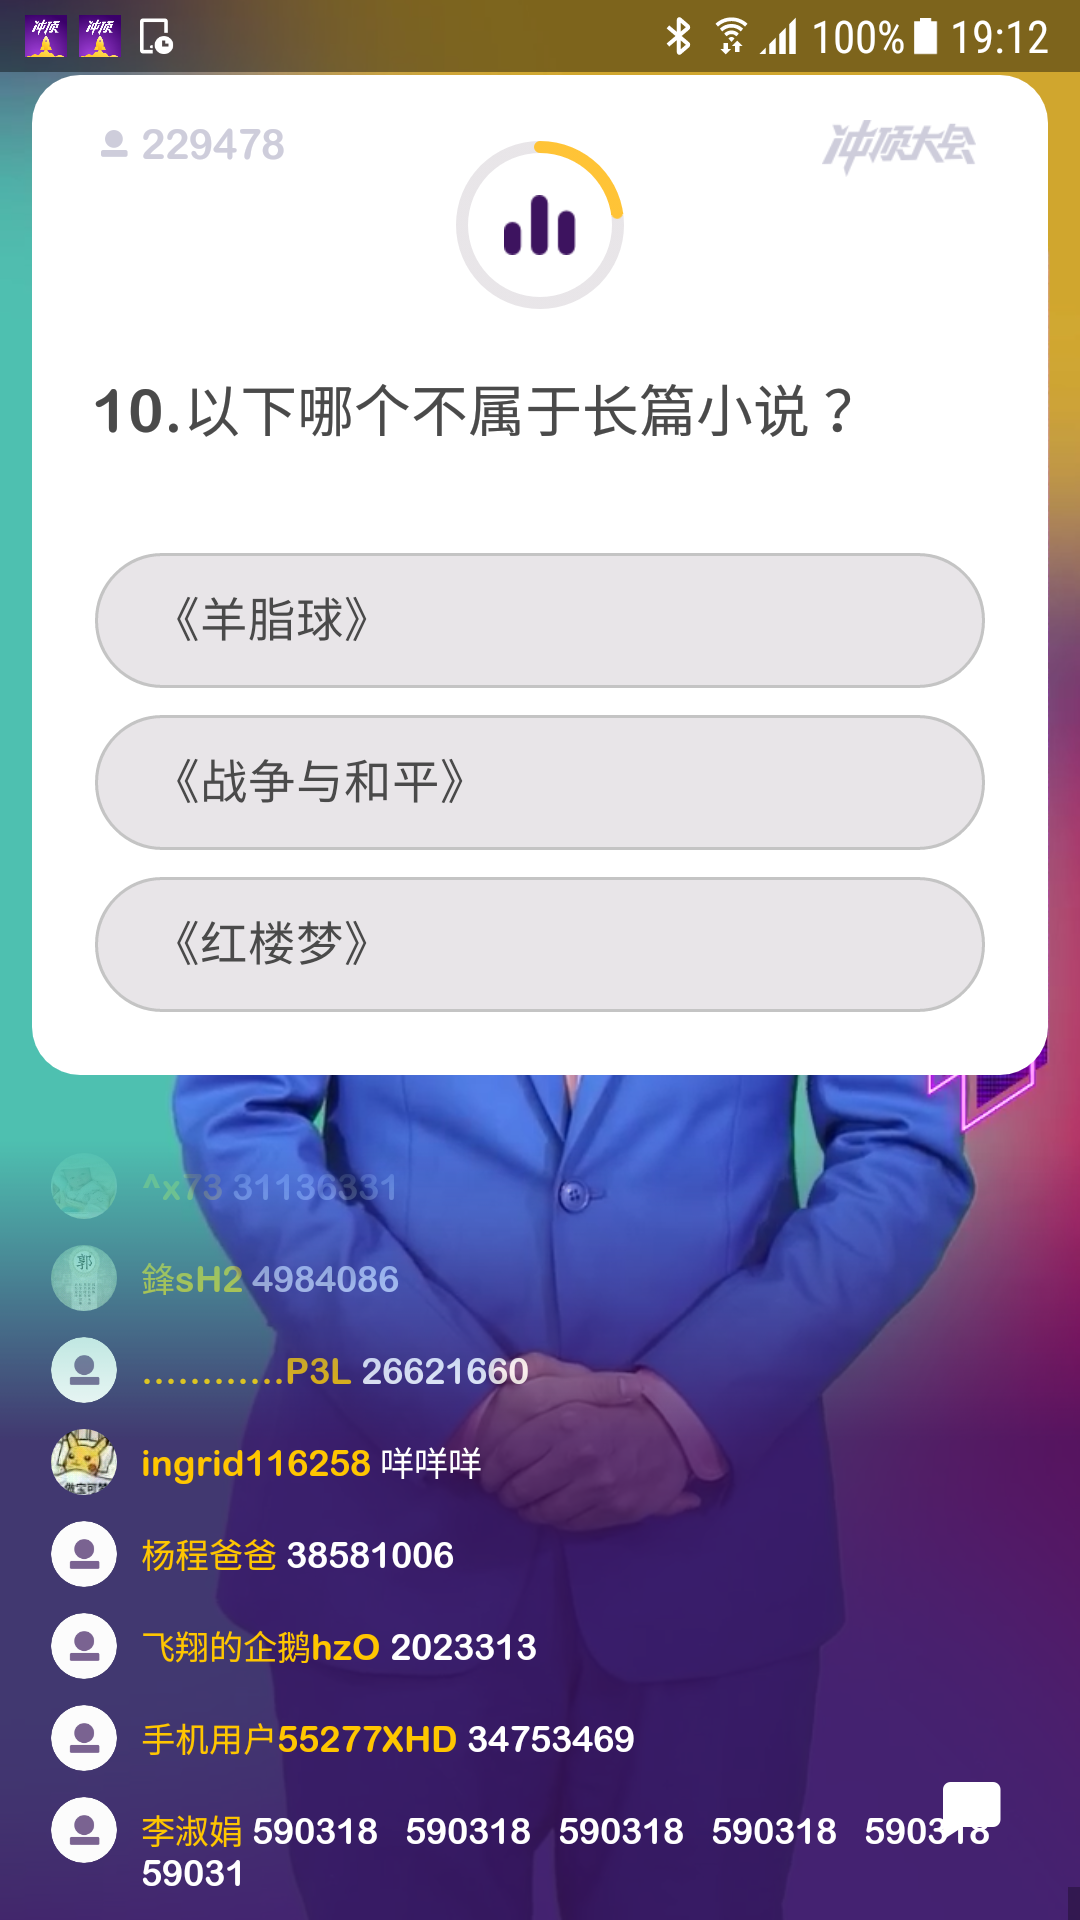 冲顶 冲顶 100% 19:12
229478
冲顶大会
10.以下哪个不属于长篇小说？
《羊脂球》
《战争与和平》
《红楼梦》
^x73 31136331
鋒sH2 4984086
............P3L 26621660
ingrid116258 咩咩咩
杨程爸爸 38581006
飞翔的企鹅hzO 2023313
手机用户55277XHD 34753469
李淑娟 590318 590318 590318 590318 590318
59031
郭